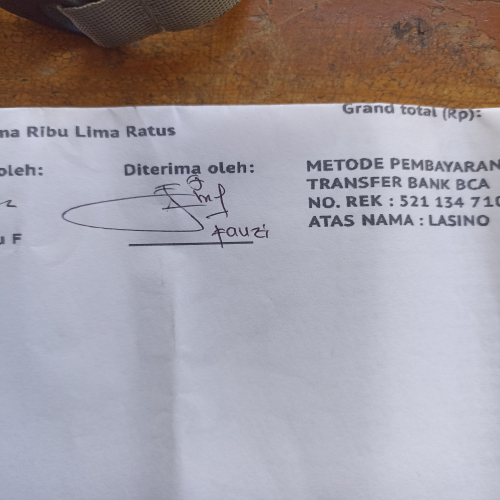 Grand total (Rp):
ma Ribu Lima Ratus
oleh:
Diterima oleh:
Fauzi
u F
METODE PEMBAYARAN
TRANSFER BANK BCA
NO. REK : 521 134 710
ATAS NAMA : LASINO